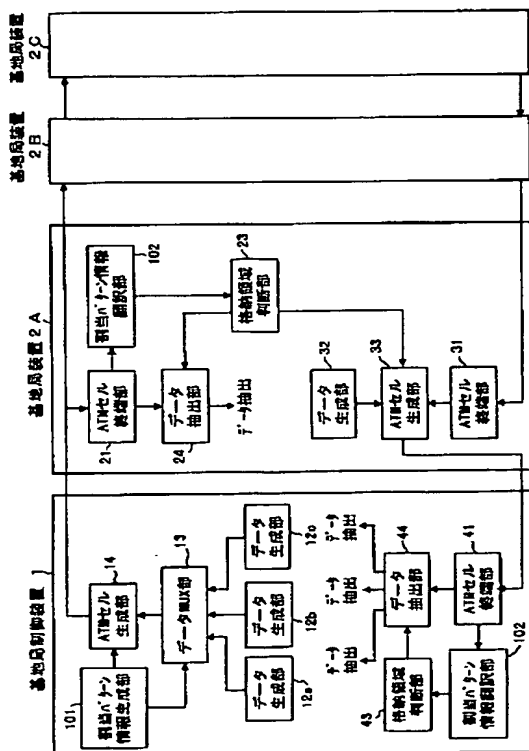 基地局制御装置 1
101
割当パターン
情報生成部
14
ATMセル
生成部
13
データMUX部
12a
データ
生成部
12b
データ
生成部
12c
データ
生成部
データ
抽出
データ
抽出
データ
抽出
44
データ
抽出部
43
格納領域
判断部
41
ATMセル
終端部
102
割当パターン
情報翻訳部
基地局装置 2A
21
ATMセル
終端部
102
割当パターン情報
翻訳部
24
データ
抽出部
データ抽出
23
格納領域
判断部
32
データ
生成部
33
ATMセル
生成部
31
ATMセル
終端部
基地局装置
2B
基地局装置
2C